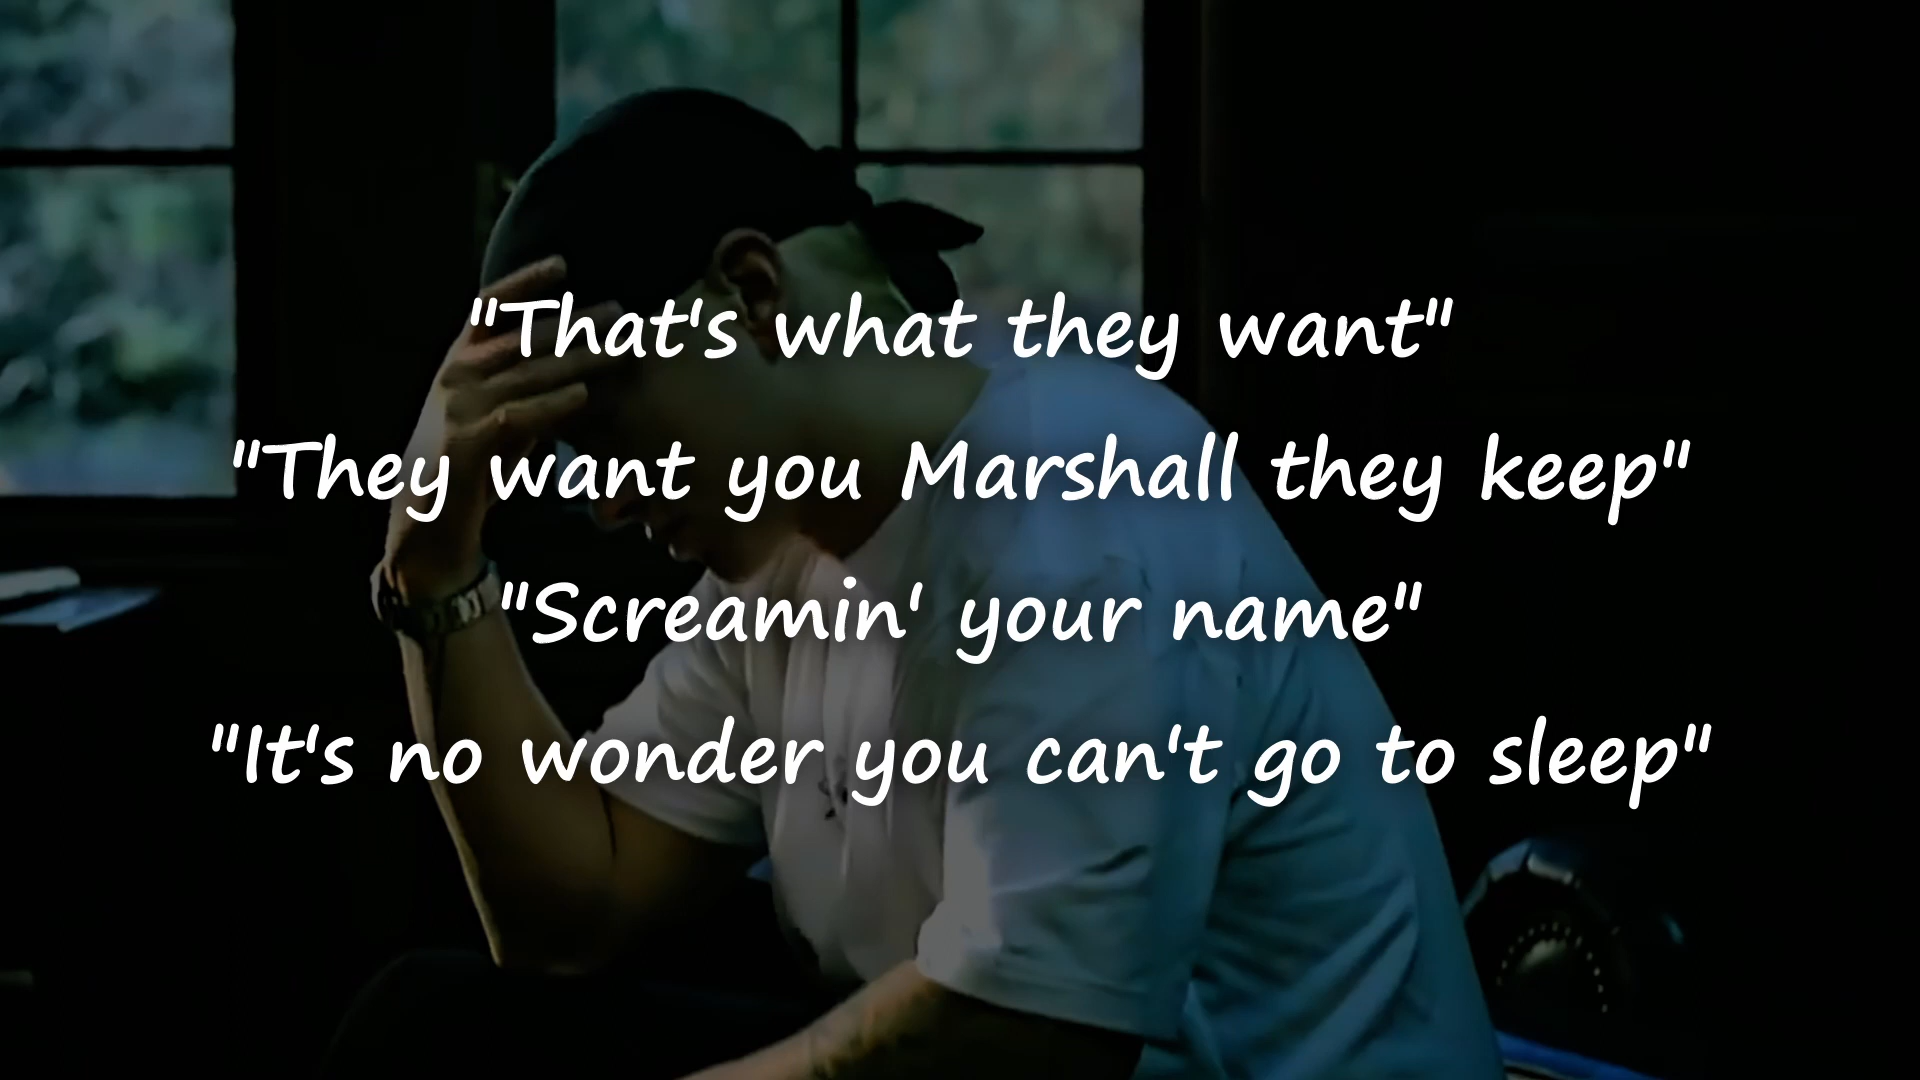 "That's what they want"
"They want you Marshall they keep"
"Screamin' your name"
"It's no wonder you can't go to sleep"